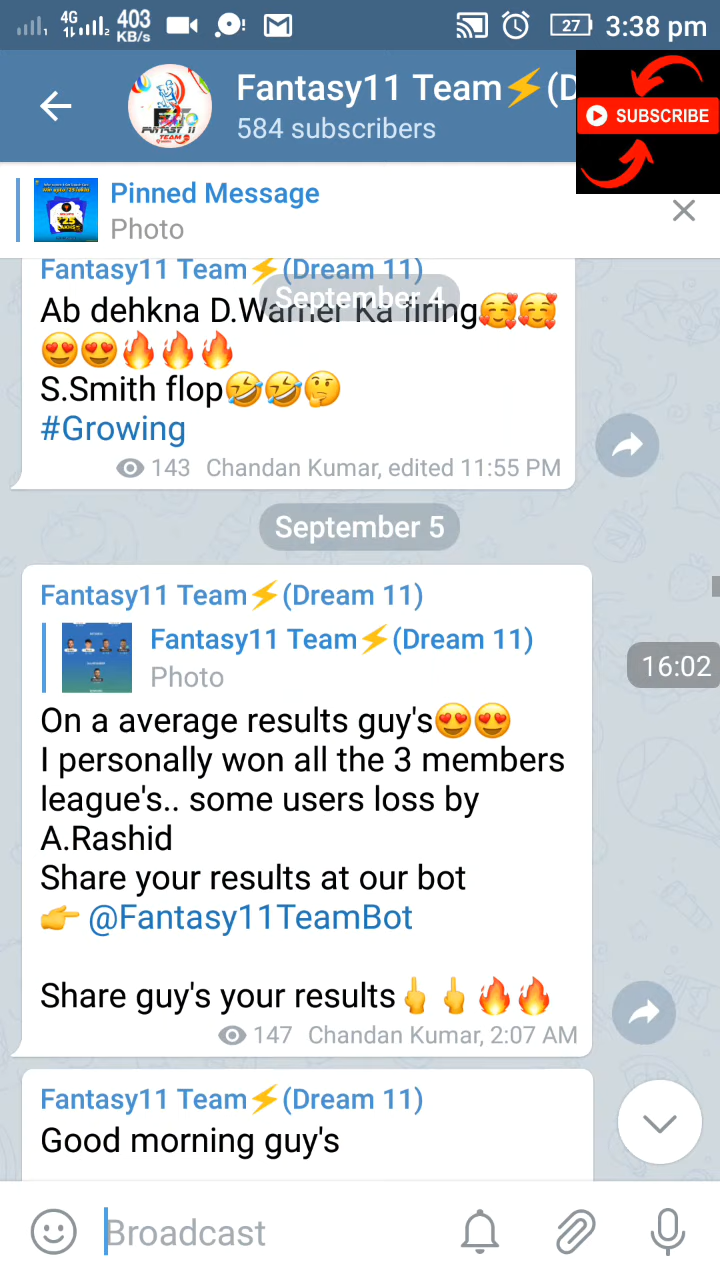 4G 403 KB/s 27 3:38 pm
Fantasy11 Team⚡(D
584 subscribers
SUBSCRIBE
Pinned Message
Photo
Fantasy11 Team⚡(Dream 11)
September 4
Ab dehkna D.Warner Ka firing🥰🥰
😍😍🔥🔥🔥
S.Smith flop🤣🤣🤔
#Growing
143 Chandan Kumar, edited 11:55 PM
September 5
Fantasy11 Team⚡(Dream 11)
Fantasy11 Team⚡(Dream 11)
Photo
16:02
On a average results guy's😍😍
I personally won all the 3 members
league's.. some users loss by
A.Rashid
Share your results at our bot
👉 @Fantasy11TeamBot
Share guy's your results🖕🖕🔥🔥
147 Chandan Kumar, 2:07 AM
Fantasy11 Team⚡(Dream 11)
Good morning guy's
Broadcast